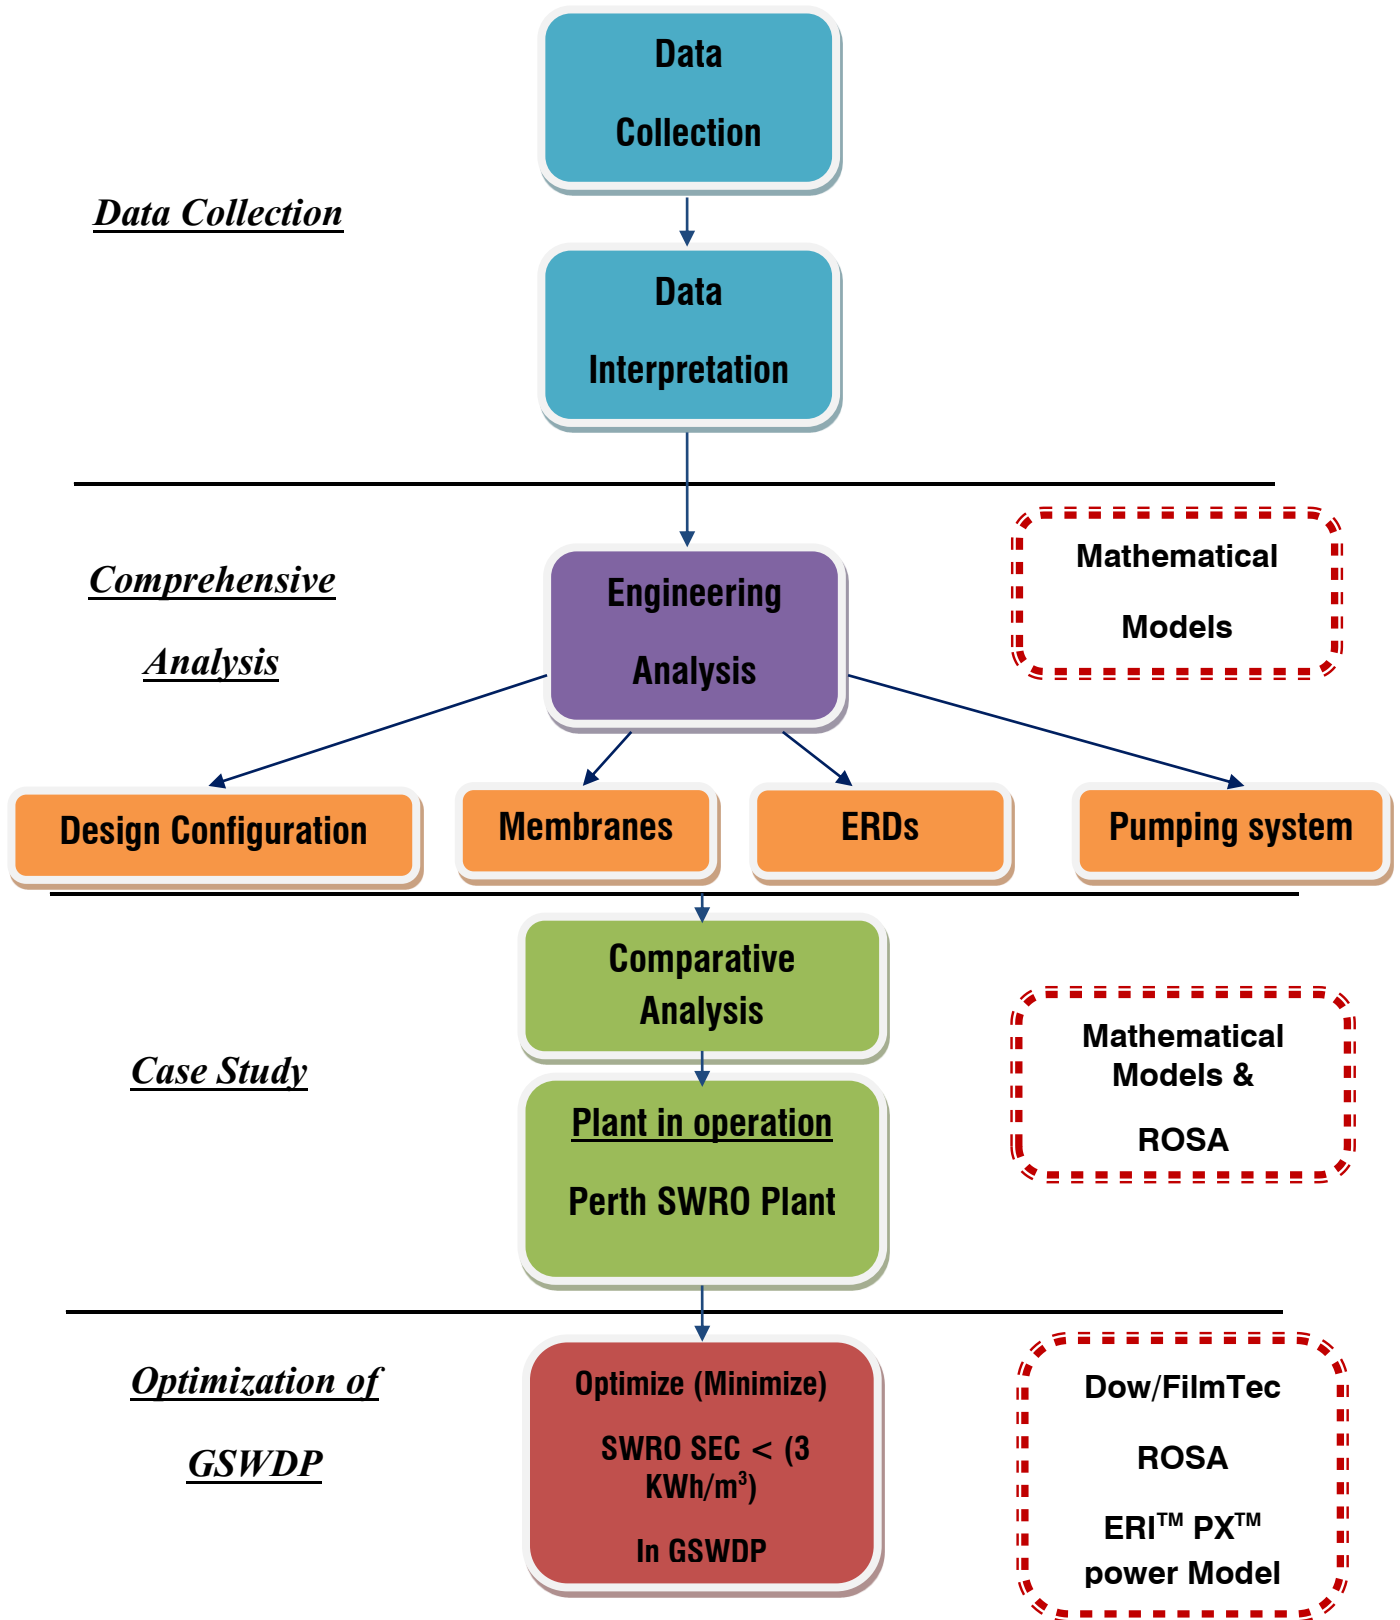 Data
Collection
Data Collection
Data
Interpretation
Comprehensive
Analysis
Engineering
Analysis
Mathematical
Models
Design Configuration
Membranes
ERDs
Pumping system
Comparative
Analysis
Case Study
Plant in operation
Perth SWRO Plant
Mathematical
Models &
ROSA
Optimization of
GSWDP
Optimize (Minimize)
SWRO SEC < (3
KWh/m³)
In GSWDP
Dow/FilmTec
ROSA
ERI™ PX™
power Model